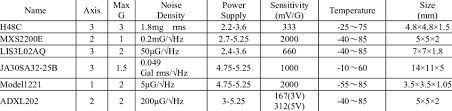 Name Axis Max G Noise Density Power Supply Sensitivity (mV/G) Temperature Size (mm)
H48C 3 3 1.8mg rms 2.2-3.6 333 -25~75 4.8×4.8×1.5
MXS2200E 2 1 0.2mG/√Hz 2.7-5.25 2000 -40~85 5×5×2
LIS3L02AQ 3 2 50μG/√Hz 2.4-3.6 660 -40~85 7×7×1.8
JA30SA32-25B 3 1.5 0.049 Gal rms/√Hz 4.75-5.25 1000 -10~60 14×11×5
Model1221 1 2 5μG/√Hz 4.75-5.25 2000 -55~85 3.5×3.5×1.05
ADXL202 2 2 200μG/√Hz 3-5.25 167(3V) 312(5V) -40~85 5×5×2